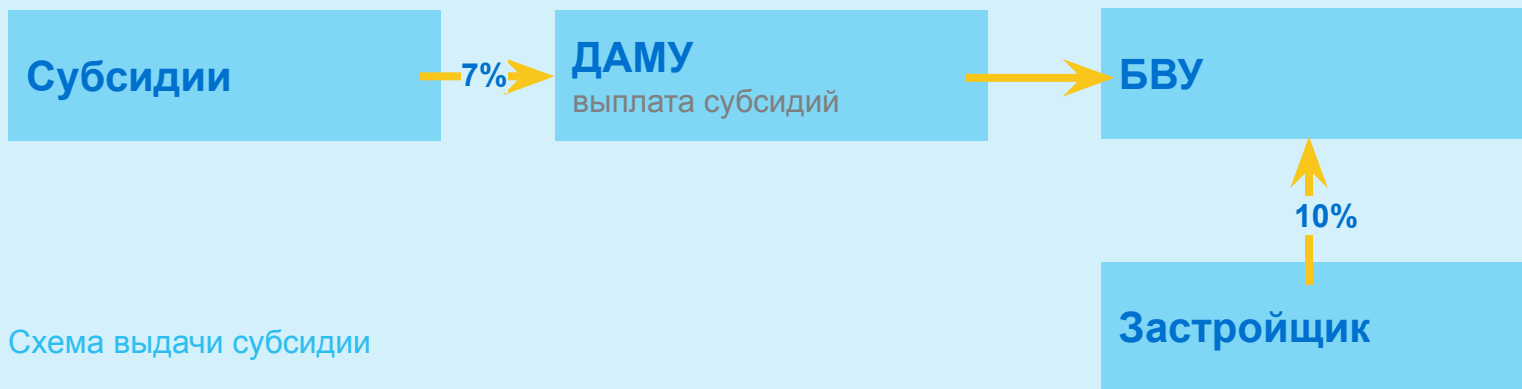 Субсидии
7%
ДАМУ
выплата субсидий
БВУ
10%
Застройщик
Схема выдачи субсидии